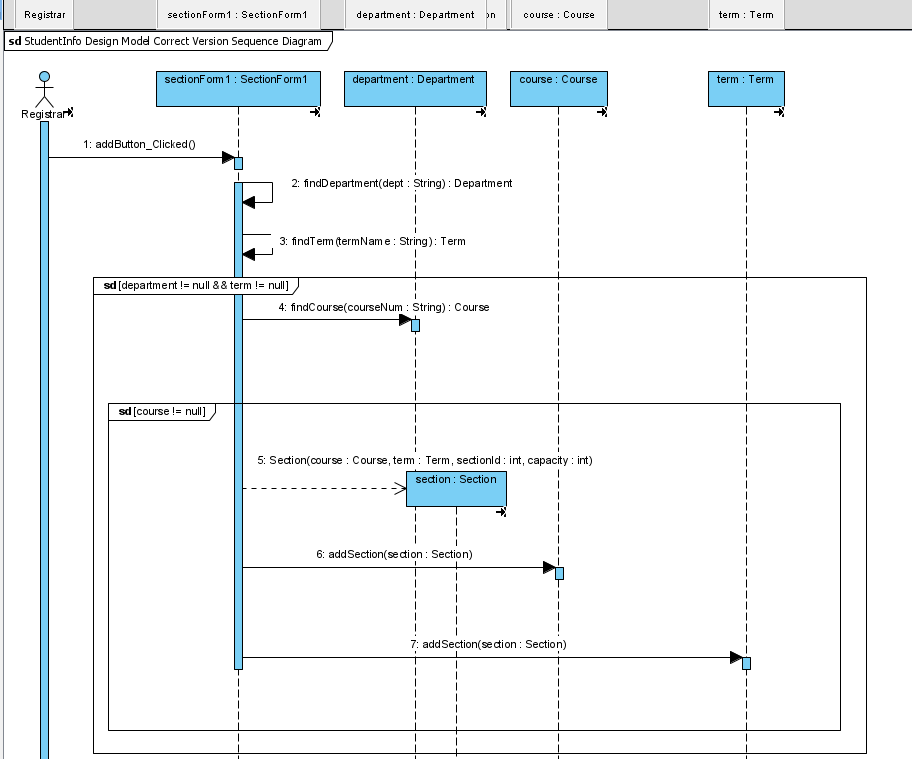 Registrar
sectionForm1 : SectionForm1
department : Department
on
course : Course
term : Term
sd StudentInfo Design Model Correct Version Sequence Diagram
sectionForm1 : SectionForm1
department : Department
course : Course
term : Term
Registrar
1: addButton_Clicked()
2: findDepartment(dept : String) : Department
3: findTerm(termName : String) : Term
sd [department != null && term != null]
4: findCourse(courseNum : String) : Course
sd [course != null]
5: Section(course : Course, term : Term, sectionId : int, capacity : int)
section : Section
6: addSection(section : Section)
7: addSection(section : Section)